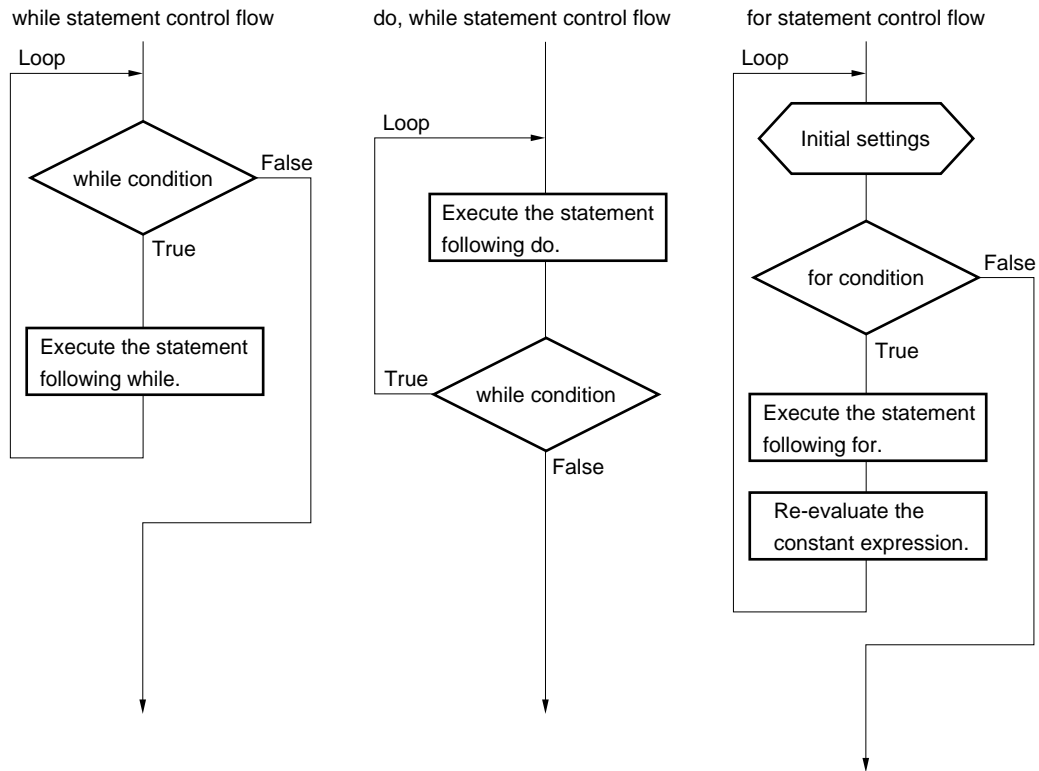 while statement control flow
Loop
while condition
False
True
Execute the statement
following while.
do, while statement control flow
Loop
Execute the statement
following do.
True
while condition
False
for statement control flow
Loop
Initial settings
for condition
False
True
Execute the statement
following for.
Re-evaluate the
constant expression.